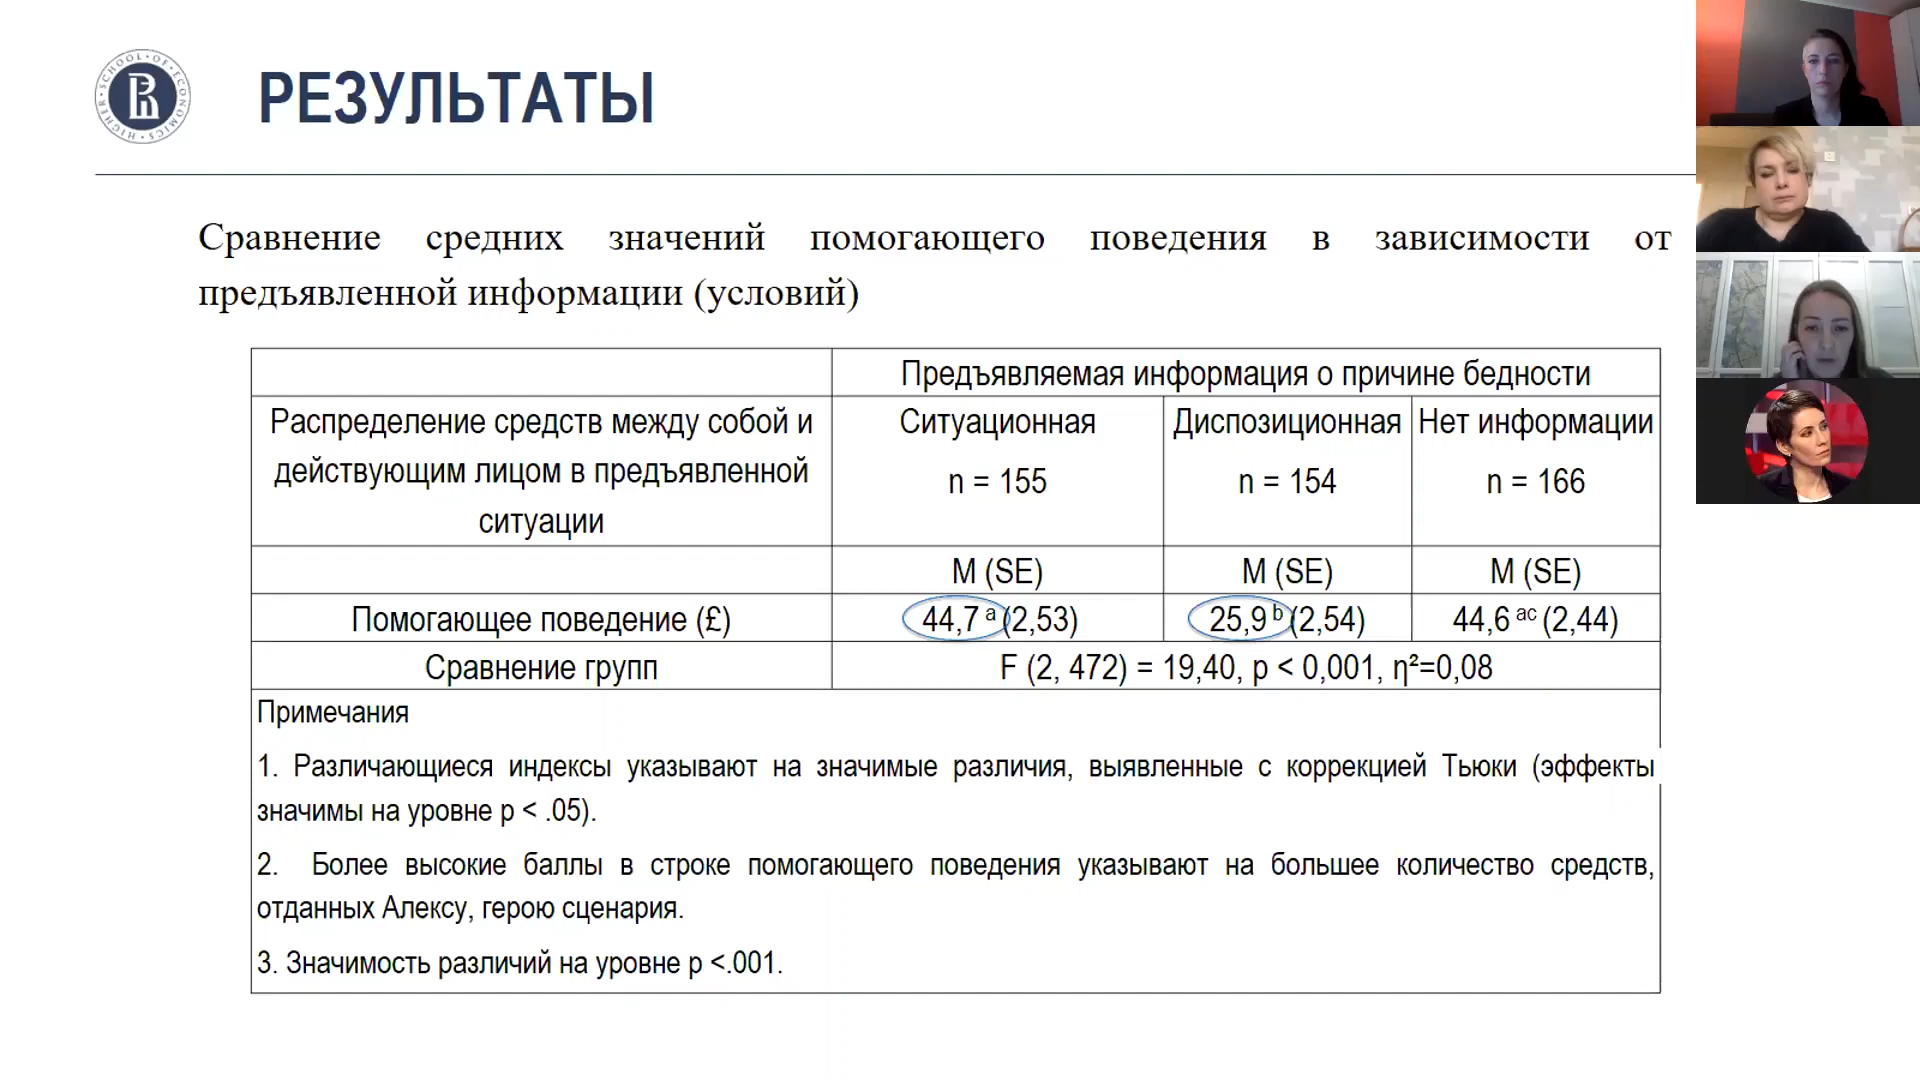 HIGHER · SCHOOL · OF · ECONOMICS
РЕЗУЛЬТАТЫ
Сравнение средних значений помогающего поведения в зависимости от
предъявленной информации (условий)
Предъявляемая информация о причине бедности
Распределение средств между собой и
действующим лицом в предъявленной
ситуации
Ситуационная
n = 155
Диспозиционная
n = 154
Нет информации
n = 166
M (SE)
M (SE)
M (SE)
Помогающее поведение (£)
44,7 a (2,53)
25,9 b (2,54)
44,6 ac (2,44)
Сравнение групп
F (2, 472) = 19,40, p < 0,001, η²=0,08
Примечания
1. Различающиеся индексы указывают на значимые различия, выявленные с коррекцией Тьюки (эффекты
значимы на уровне p < .05).
2. Более высокие баллы в строке помогающего поведения указывают на большее количество средств,
отданных Алексу, герою сценария.
3. Значимость различий на уровне p <.001.